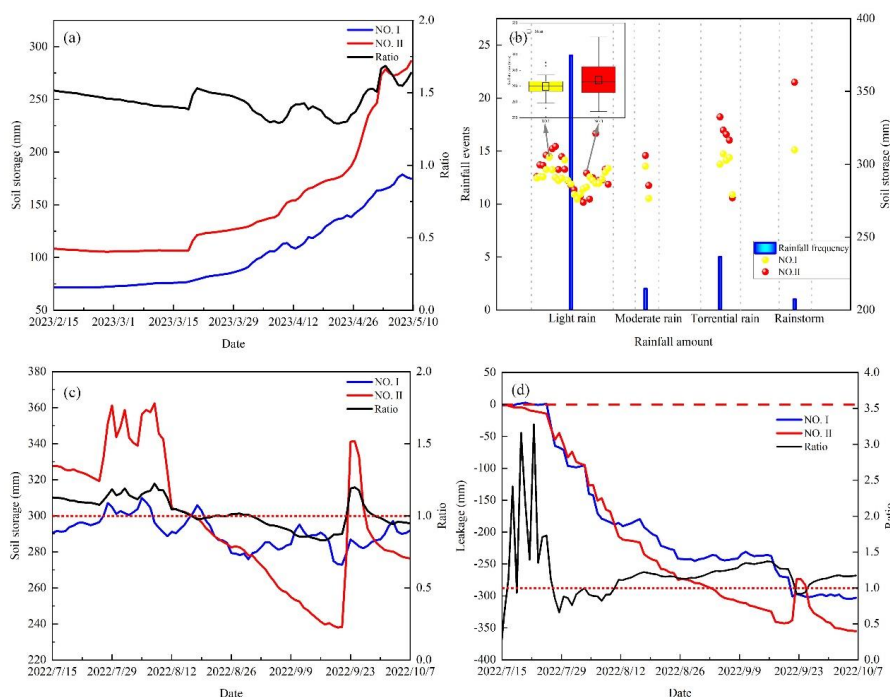 (a)
NO. I
NO. II
Ratio
300
250
200
150
100
50
2.0
1.5
1.0
0.5
0.0
Soil storage (mm)
Ratio
2023/2/15
2023/3/1
2023/3/15
2023/3/29
2023/4/12
2023/4/26
2023/5/10
Date
(b)
25
20
15
10
5
0
400
350
300
250
200
Rainfall events
Soil storage (mm)
Rainfall frequency
NO.I
NO.II
Light rain
Moderate rain
Torrential rain
Rainstorm
Rainfall amount
(c)
NO. I
NO. II
Ratio
380
360
340
320
300
280
260
240
220
2.0
1.5
1.0
0.5
0.0
Soil storage (mm)
Ratio
2022/7/15
2022/7/29
2022/8/12
2022/8/26
2022/9/9
2022/9/23
2022/10/7
Date
(d)
NO. I
NO. II
Ratio
50
0
-50
-100
-150
-200
-250
-300
-350
-400
4.0
3.5
3.0
2.5
2.0
1.5
1.0
0.5
0.0
Leakage (mm)
Ratio
2022/7/15
2022/7/29
2022/8/12
2022/8/26
2022/9/9
2022/9/23
2022/10/7
Date